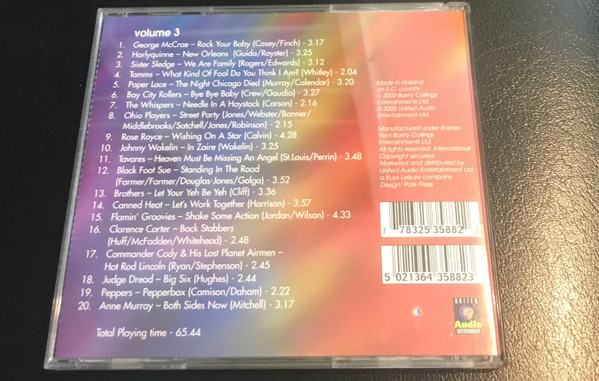 volume 3
1. George McCrae – Rock Your Baby (Casey/Finch) - 3.17
2. Harlyquinne – New Orleans (Guida/Royster) - 3.25
3. Sister Sledge – We Are Family (Rogers/Edwards) - 3.12
4. Tamms – What Kind Of Fool Do You Think I Am? (Whitley) - 2.04
5. Paper Lace – The Night Chicago Died (Murray/Calendar) - 3.20
6. Bay City Rollers – Bye Bye Baby (Crew/Gaudio) - 3.27
7. The Whispers – Needle In A Haystack (Carson) - 2.16
8. Ohio Players – Street Party (Jones/Webster/Bonner/
Middlebrooks/Satchell/Jones/Robinson) - 2.15
9. Rose Royce – Wishing On A Star (Calvin) - 4.28
10. Johnny Wakelin – In Zaire (Wakelin) - 3.25
11. Tavares – Heaven Must Be Missing An Angel (St.Louis/Perrin) - 3.48
12. Black Foot Sue – Standing In The Road
(Farmer/Farmer/Douglas-Jones/Golga) - 3.52
13. Brothers – Let Your Yeh Be Yeh (Cliff) - 3.36
14. Canned Heat – Let's Work Together (Harrison) - 3.57
15. Flamin' Groovies – Shake Some Action (Jordan/Wilson) - 4.33
16. Clarence Carter – Back Stabbers
(Huff/McFadden/Whitehead) - 2.48
17. Commander Cody & His Lost Planet Airmen –
Hot Rod Lincoln (Ryan/Stephenson) - 2.45
18. Judge Dread – Big Six (Hughes) - 2.44
19. Peppers – Pepperbox (Camison/Daham) - 2.22
20. Anne Murray – Both Sides Now (Mitchell) - 3.17
Total Playing time - 65.44
Made in Holland
an E.C. country
℗ 2002 Barry Collings
Entertainments Ltd.
© 2002 United Audio
Entertainment Ltd.
Manufactured under license
from Barry Collings
Entertainments Ltd.
All rights reserved. International
Copyright secured.
Marketed and distributed by
United Audio Entertainment Ltd
a Kuys Leisure company.
Design: Park Press
7 78325 35882 2
5 021364 358823
UNITED
Audio
ENTERTAINMENT